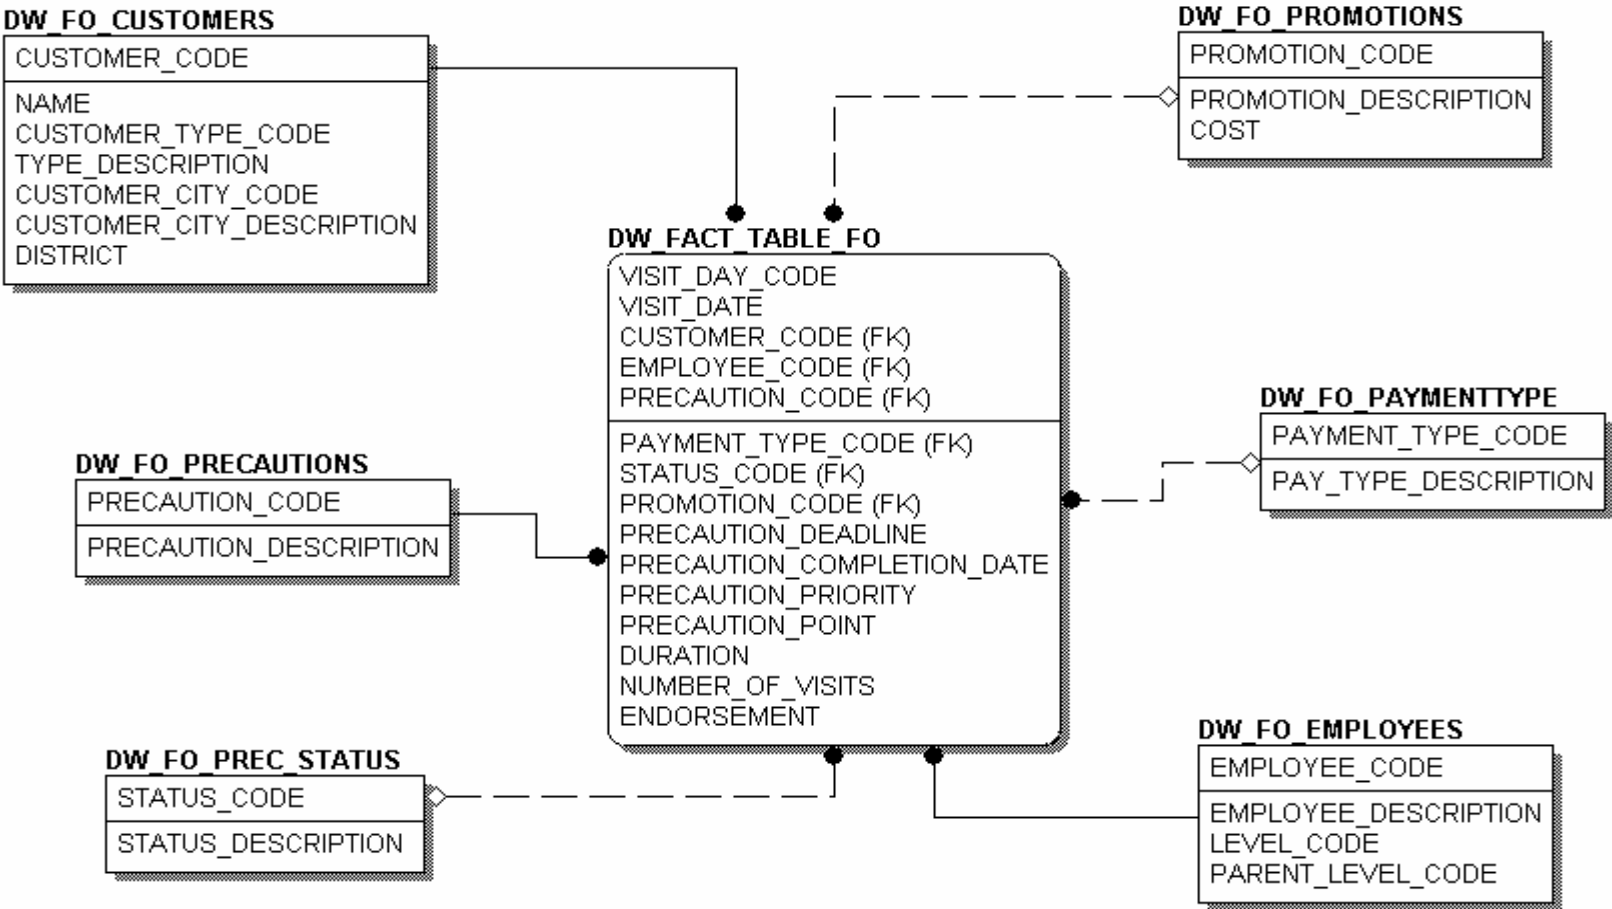 DW_FO_CUSTOMERS
CUSTOMER_CODE
NAME
CUSTOMER_TYPE_CODE
TYPE_DESCRIPTION
CUSTOMER_CITY_CODE
CUSTOMER_CITY_DESCRIPTION
DISTRICT
DW_FO_PROMOTIONS
PROMOTION_CODE
PROMOTION_DESCRIPTION
COST
DW_FACT_TABLE_FO
VISIT_DAY_CODE
VISIT_DATE
CUSTOMER_CODE (FK)
EMPLOYEE_CODE (FK)
PRECAUTION_CODE (FK)
PAYMENT_TYPE_CODE (FK)
STATUS_CODE (FK)
PROMOTION_CODE (FK)
PRECAUTION_DEADLINE
PRECAUTION_COMPLETION_DATE
PRECAUTION_PRIORITY
PRECAUTION_POINT
DURATION
NUMBER_OF_VISITS
ENDORSEMENT
DW_FO_PAYMENTTYPE
PAYMENT_TYPE_CODE
PAY_TYPE_DESCRIPTION
DW_FO_PRECAUTIONS
PRECAUTION_CODE
PRECAUTION_DESCRIPTION
DW_FO_PREC_STATUS
STATUS_CODE
STATUS_DESCRIPTION
DW_FO_EMPLOYEES
EMPLOYEE_CODE
EMPLOYEE_DESCRIPTION
LEVEL_CODE
PARENT_LEVEL_CODE